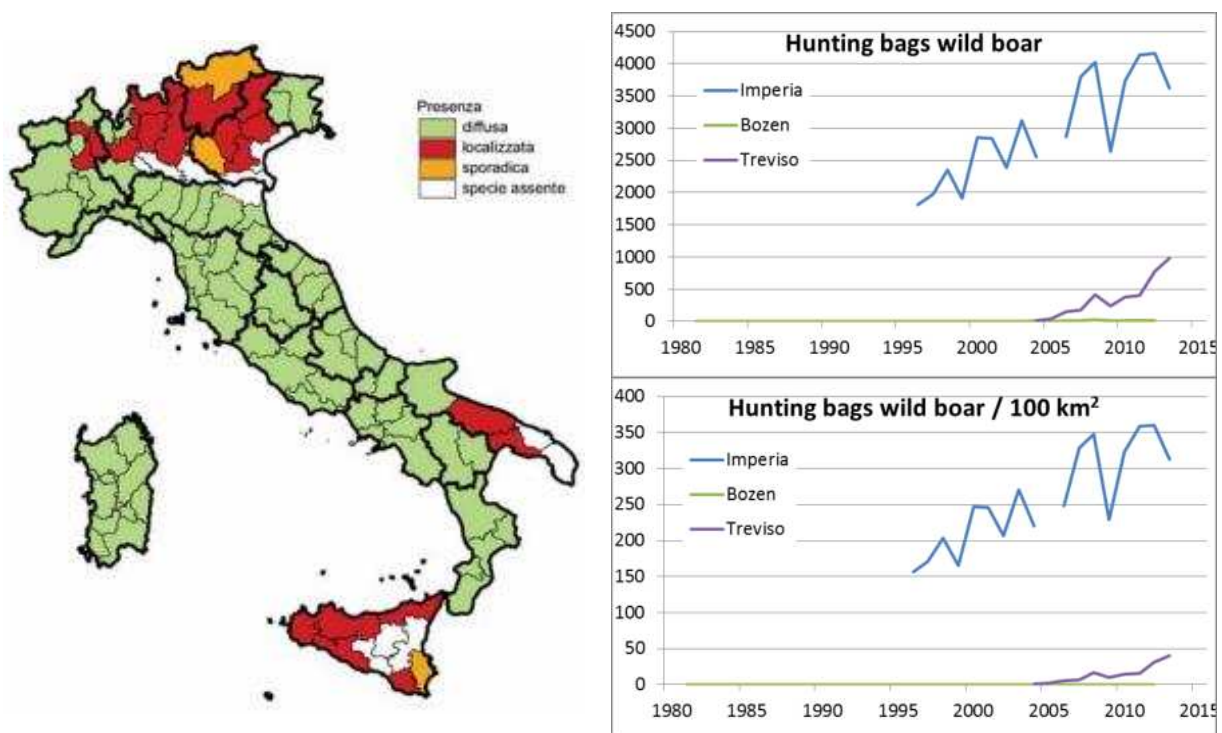 Presenza
diffusa
localizzata
sporadica
specie assente
Hunting bags wild boar
4500
4000
3500
3000
2500
2000
1500
1000
500
0
Imperia
Bozen
Treviso
1980 1985 1990 1995 2000 2005 2010 2015
Hunting bags wild boar / 100 km²
400
350
300
250
200
150
100
50
0
Imperia
Bozen
Treviso
1980 1985 1990 1995 2000 2005 2010 2015